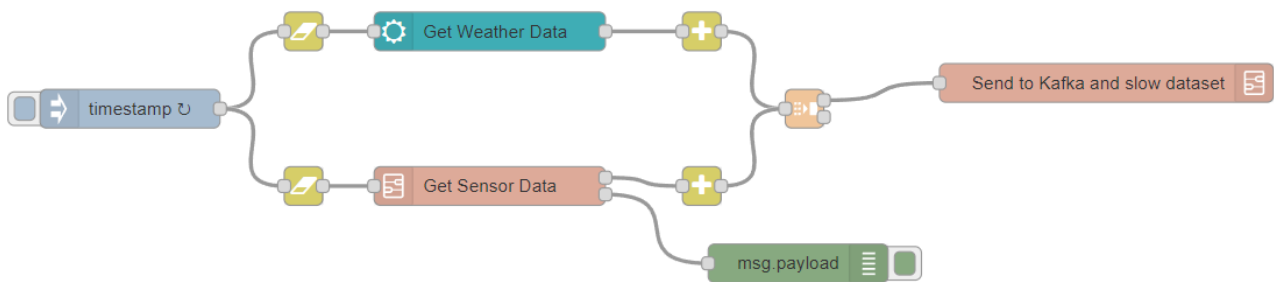 Get Weather Data
Send to Kafka and slow dataset
timestamp ↻
Get Sensor Data
msg.payload